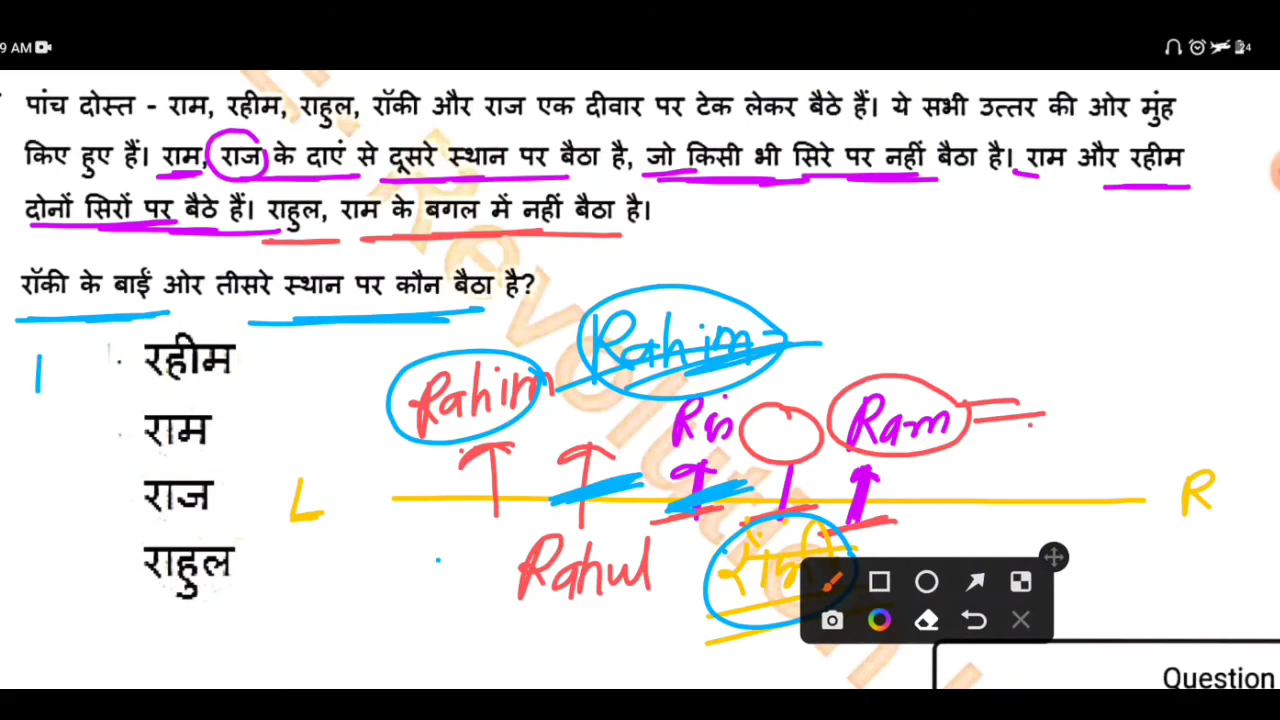 9 AM
24
पांच दोस्त - राम, रहीम, राहुल, रॉकी और राज एक दीवार पर टेक लेकर बैठे हैं। ये सभी उत्तर की ओर मुंह
किए हुए हैं। राम, राज के दाएं से दूसरे स्थान पर बैठा है, जो किसी भी सिरे पर नहीं बैठा है। राम और रहीम
दोनों सिरों पर बैठे हैं। राहुल, राम के बगल में नहीं बैठा है।
रॉकी के बाईं ओर तीसरे स्थान पर कौन बैठा है?
Rahim
रहीम
Rahim
Ram
राम
राज
L
R
राहुल
Rahul
Question